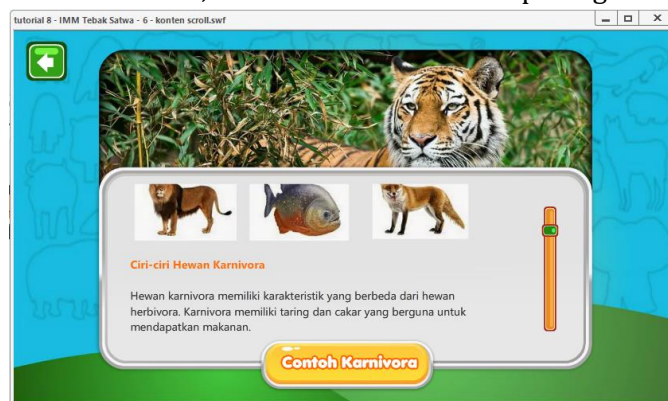 tutorial 8 - IMM Tebak Satwa - 6 - konten scroll.swf
Ciri-ciri Hewan Karnivora
Hewan karnivora memiliki karakteristik yang berbeda dari hewan
herbivora. Karnivora memiliki taring dan cakar yang berguna untuk
mendapatkan makanan.
Contoh Karnivora